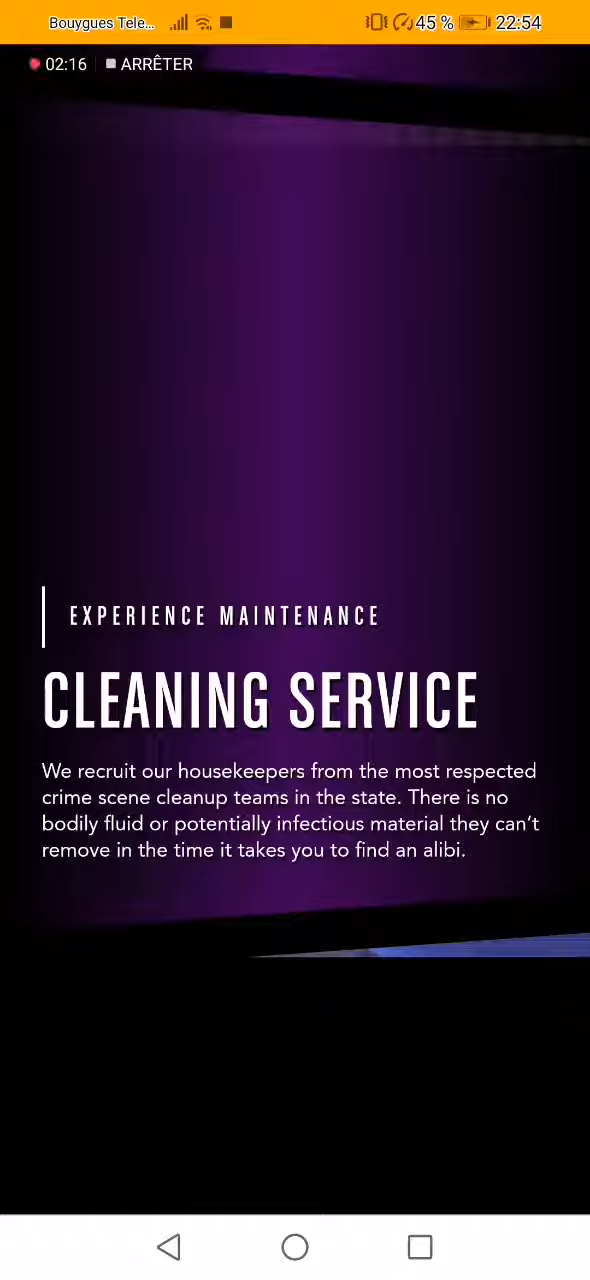 Bouygues Tele... 45 % 22:54
02:16 ARRÊTER
EXPERIENCE MAINTENANCE
CLEANING SERVICE
We recruit our housekeepers from the most respected
crime scene cleanup teams in the state. There is no
bodily fluid or potentially infectious material they can't
remove in the time it takes you to find an alibi.